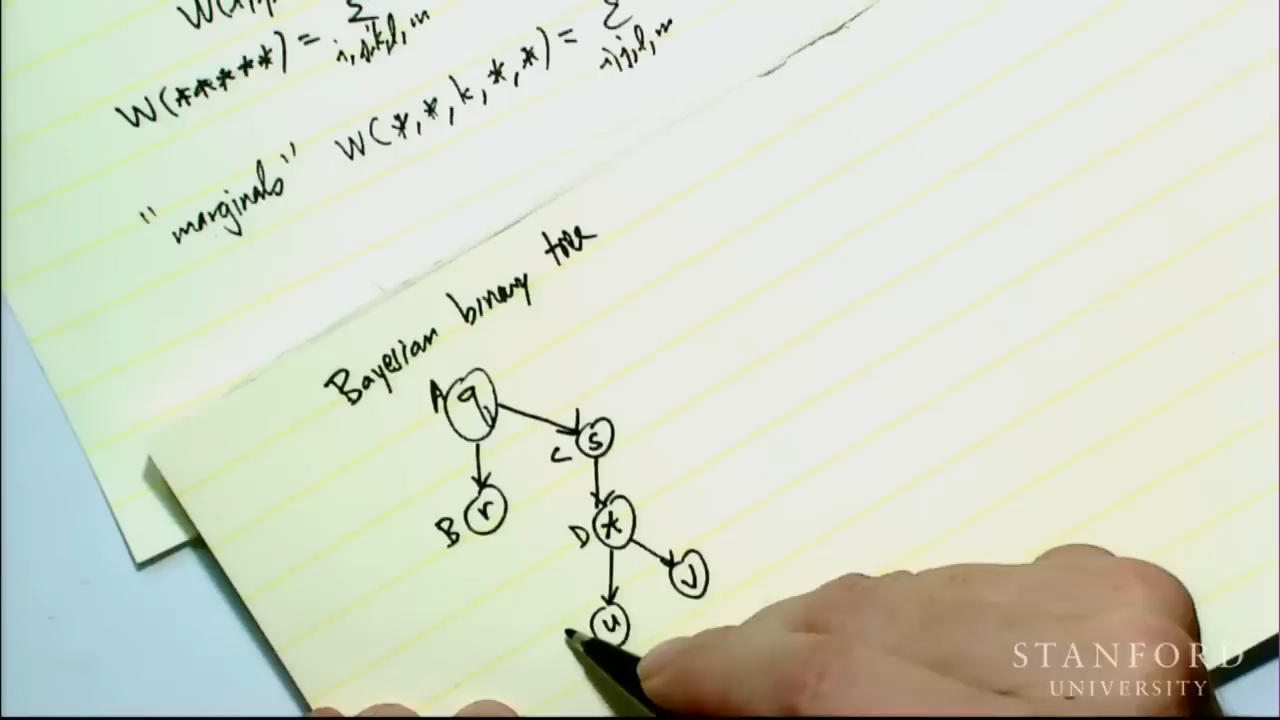 W(*****) = Σ
i,j,k,l,m
"marginals" W(*,*,k,*,*) = Σ
i,j,l,m
Bayesian binary tree
A q
C s
B r
D *
v
u
STANFORD
UNIVERSITY